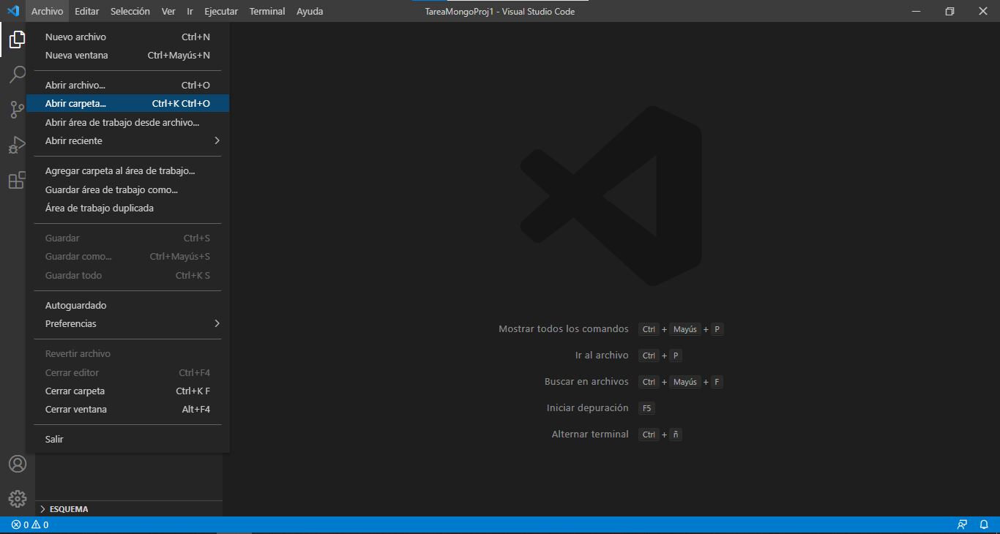 Archivo Editar Selección Ver Ir Ejecutar Terminal Ayuda TareaMongoProj1 - Visual Studio Code
Nuevo archivo Ctrl+N
Nueva ventana Ctrl+Mayús+N
Abrir archivo... Ctrl+O
Abrir carpeta... Ctrl+K Ctrl+O
Abrir área de trabajo desde archivo...
Abrir reciente
Agregar carpeta al área de trabajo...
Guardar área de trabajo como...
Área de trabajo duplicada
Guardar Ctrl+S
Guardar como... Ctrl+Mayús+S
Guardar todo Ctrl+K S
Autoguardado
Preferencias
Revertir archivo
Cerrar editor Ctrl+F4
Cerrar carpeta Ctrl+K F
Cerrar ventana Alt+F4
Salir
Mostrar todos los comandos Ctrl + Mayús + P
Ir al archivo Ctrl + P
Buscar en archivos Ctrl + Mayús + F
Iniciar depuración F5
Alternar terminal Ctrl + ñ
ESQUEMA
0 0